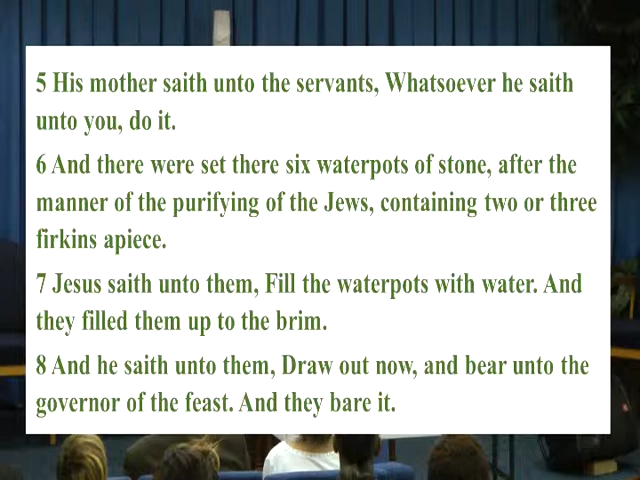 5 His mother saith unto the servants, Whatsoever he saith
unto you, do it.
6 And there were set there six waterpots of stone, after the
manner of the purifying of the Jews, containing two or three
firkins apiece.
7 Jesus saith unto them, Fill the waterpots with water. And
they filled them up to the brim.
8 And he saith unto them, Draw out now, and bear unto the
governor of the feast. And they bare it.